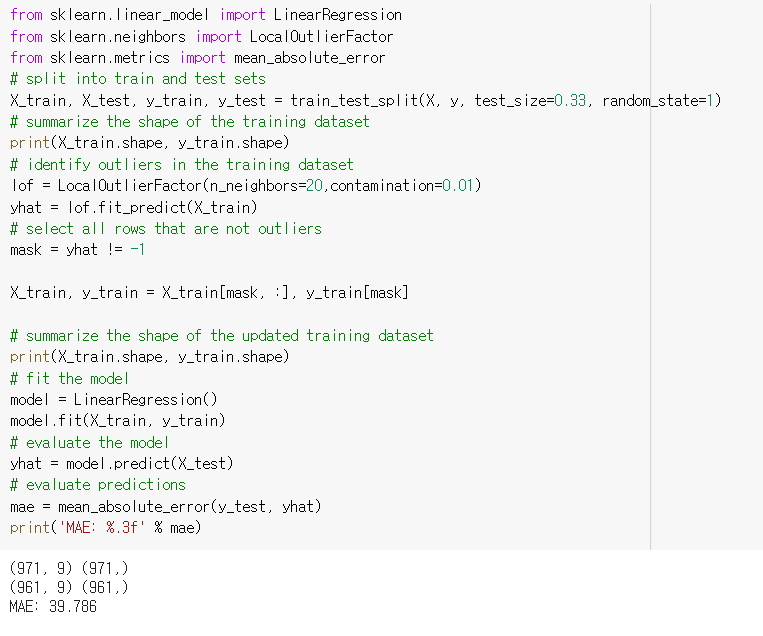 from sklearn.linear_model import LinearRegression
from sklearn.neighbors import LocalOutlierFactor
from sklearn.metrics import mean_absolute_error
# split into train and test sets
X_train, X_test, y_train, y_test = train_test_split(X, y, test_size=0.33, random_state=1)
# summarize the shape of the training dataset
print(X_train.shape, y_train.shape)
# identify outliers in the training dataset
lof = LocalOutlierFactor(n_neighbors=20,contamination=0.01)
yhat = lof.fit_predict(X_train)
# select all rows that are not outliers
mask = yhat != -1
X_train, y_train = X_train[mask, :], y_train[mask]
# summarize the shape of the updated training dataset
print(X_train.shape, y_train.shape)
# fit the model
model = LinearRegression()
model.fit(X_train, y_train)
# evaluate the model
yhat = model.predict(X_test)
# evaluate predictions
mae = mean_absolute_error(y_test, yhat)
print('MAE: %.3f' % mae)
(971, 9) (971,)
(961, 9) (961,)
MAE: 39.786